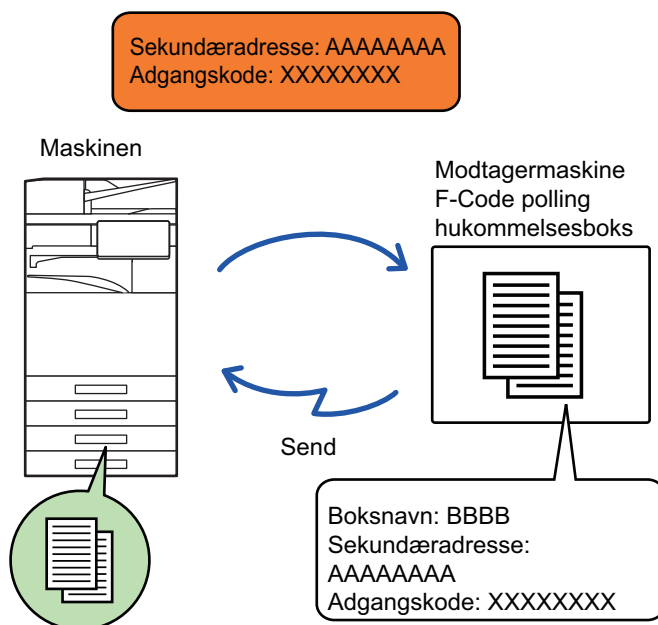 Sekundæradresse: AAAAAAAA
Adgangskode: XXXXXXXX
Maskinen
Modtagermaskine
F-Code polling
hukommelsesboks
Send
Boksnavn: BBBB
Sekundæradresse:
AAAAAAAA
Adgangskode: XXXXXXXX